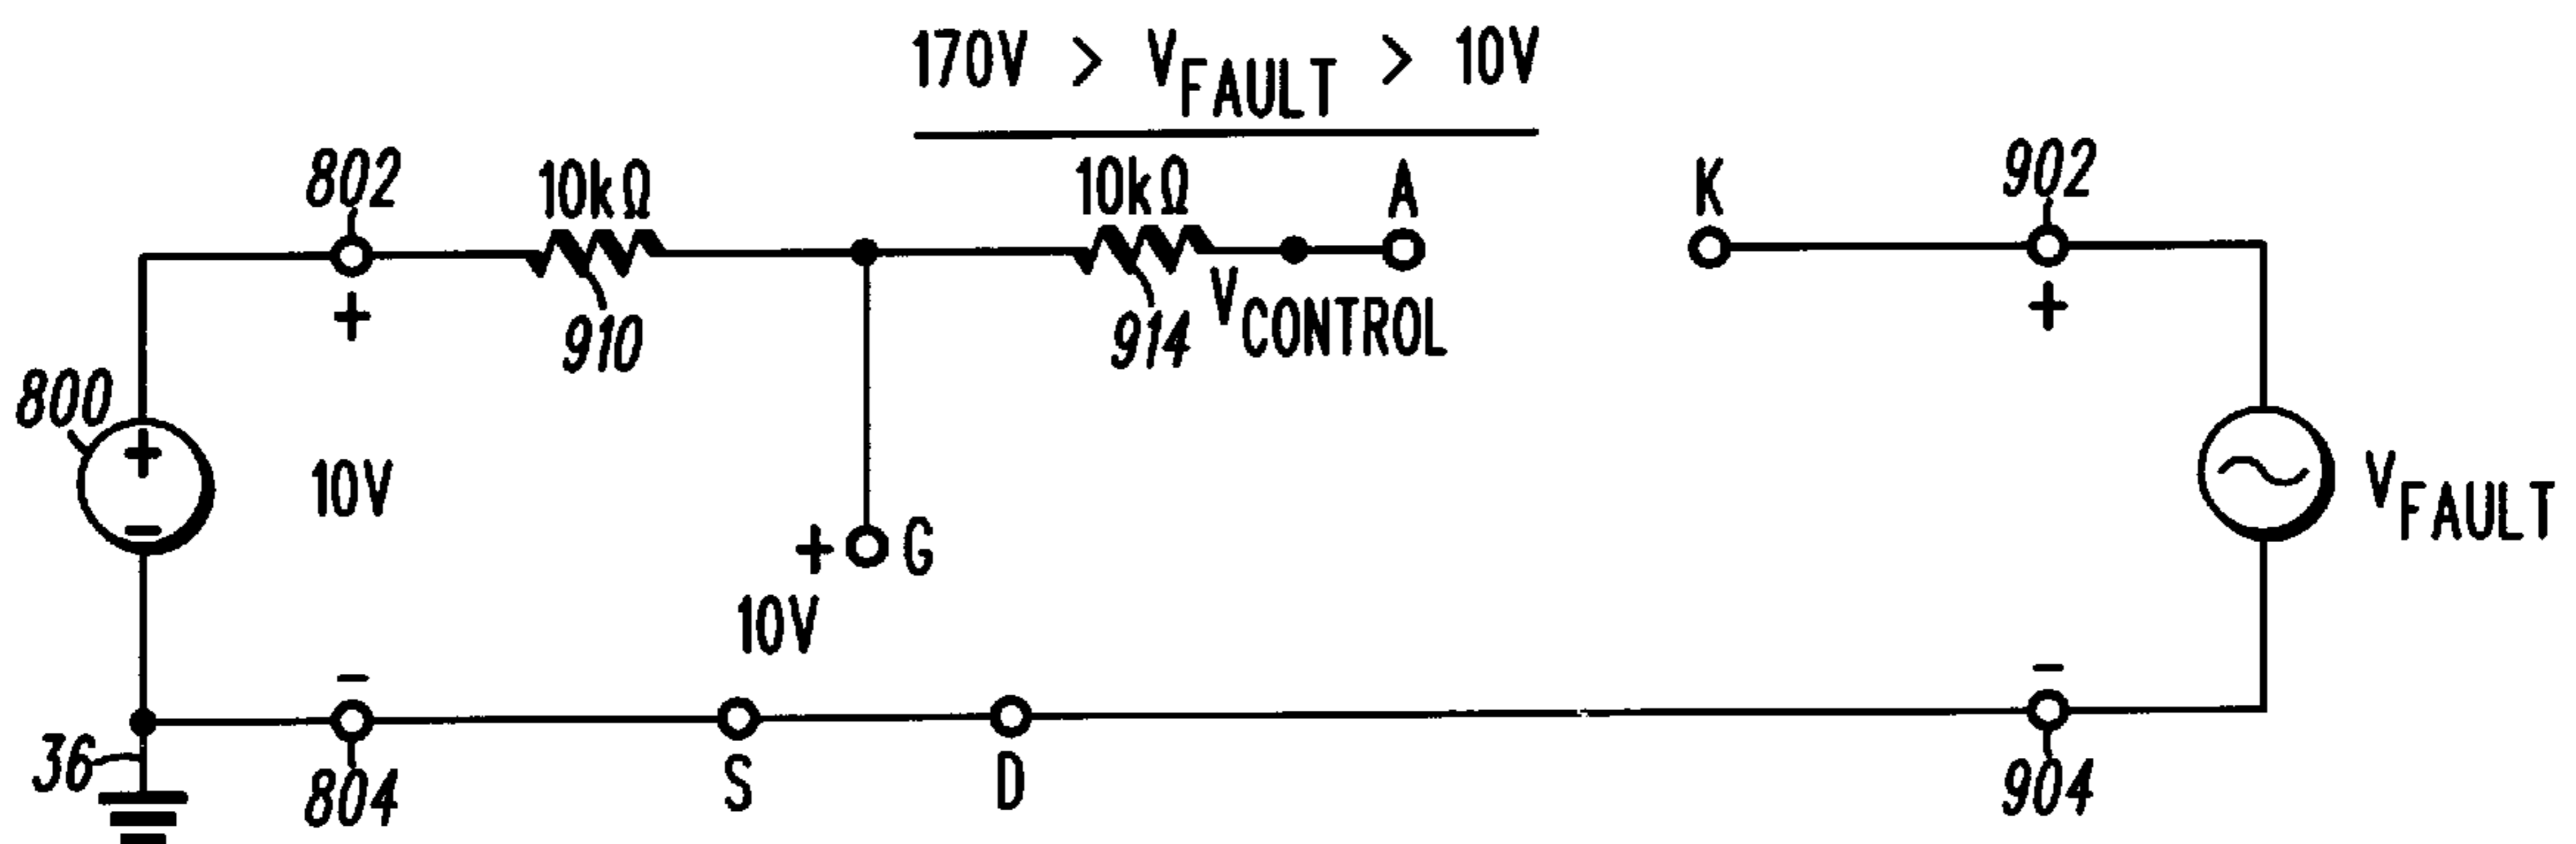 170V > VFAULT > 10V
802
10kΩ
10kΩ
A
K
902
+
910
914
VCONTROL
+
800
+
-
10V
VFAULT
+
G
10V
-
-
36
804
S
D
904